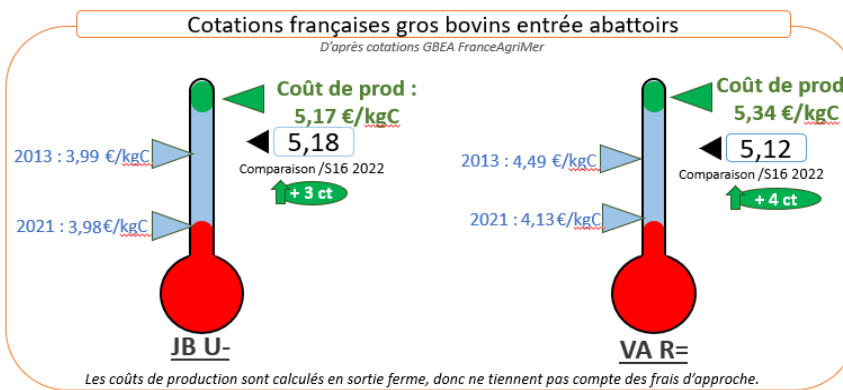 Cotations françaises gros bovins entrée abattoirs
D'après cotations GBEA FranceAgriMer
Coût de prod :
5,17 €/kgC
5,18
2013 : 3,99 €/kgC
Comparaison /S16 2022
+ 3 ct
2021 : 3,98€/kgC
JB U-
Coût de prod
5,34 €/kgC
5,12
2013 : 4,49 €/kgC
Comparaison /S16 2022
+ 4 ct
2021 : 4,13€/kgC
VA R=
Les coûts de production sont calculés en sortie ferme, donc ne tiennent pas compte des frais d'approche.